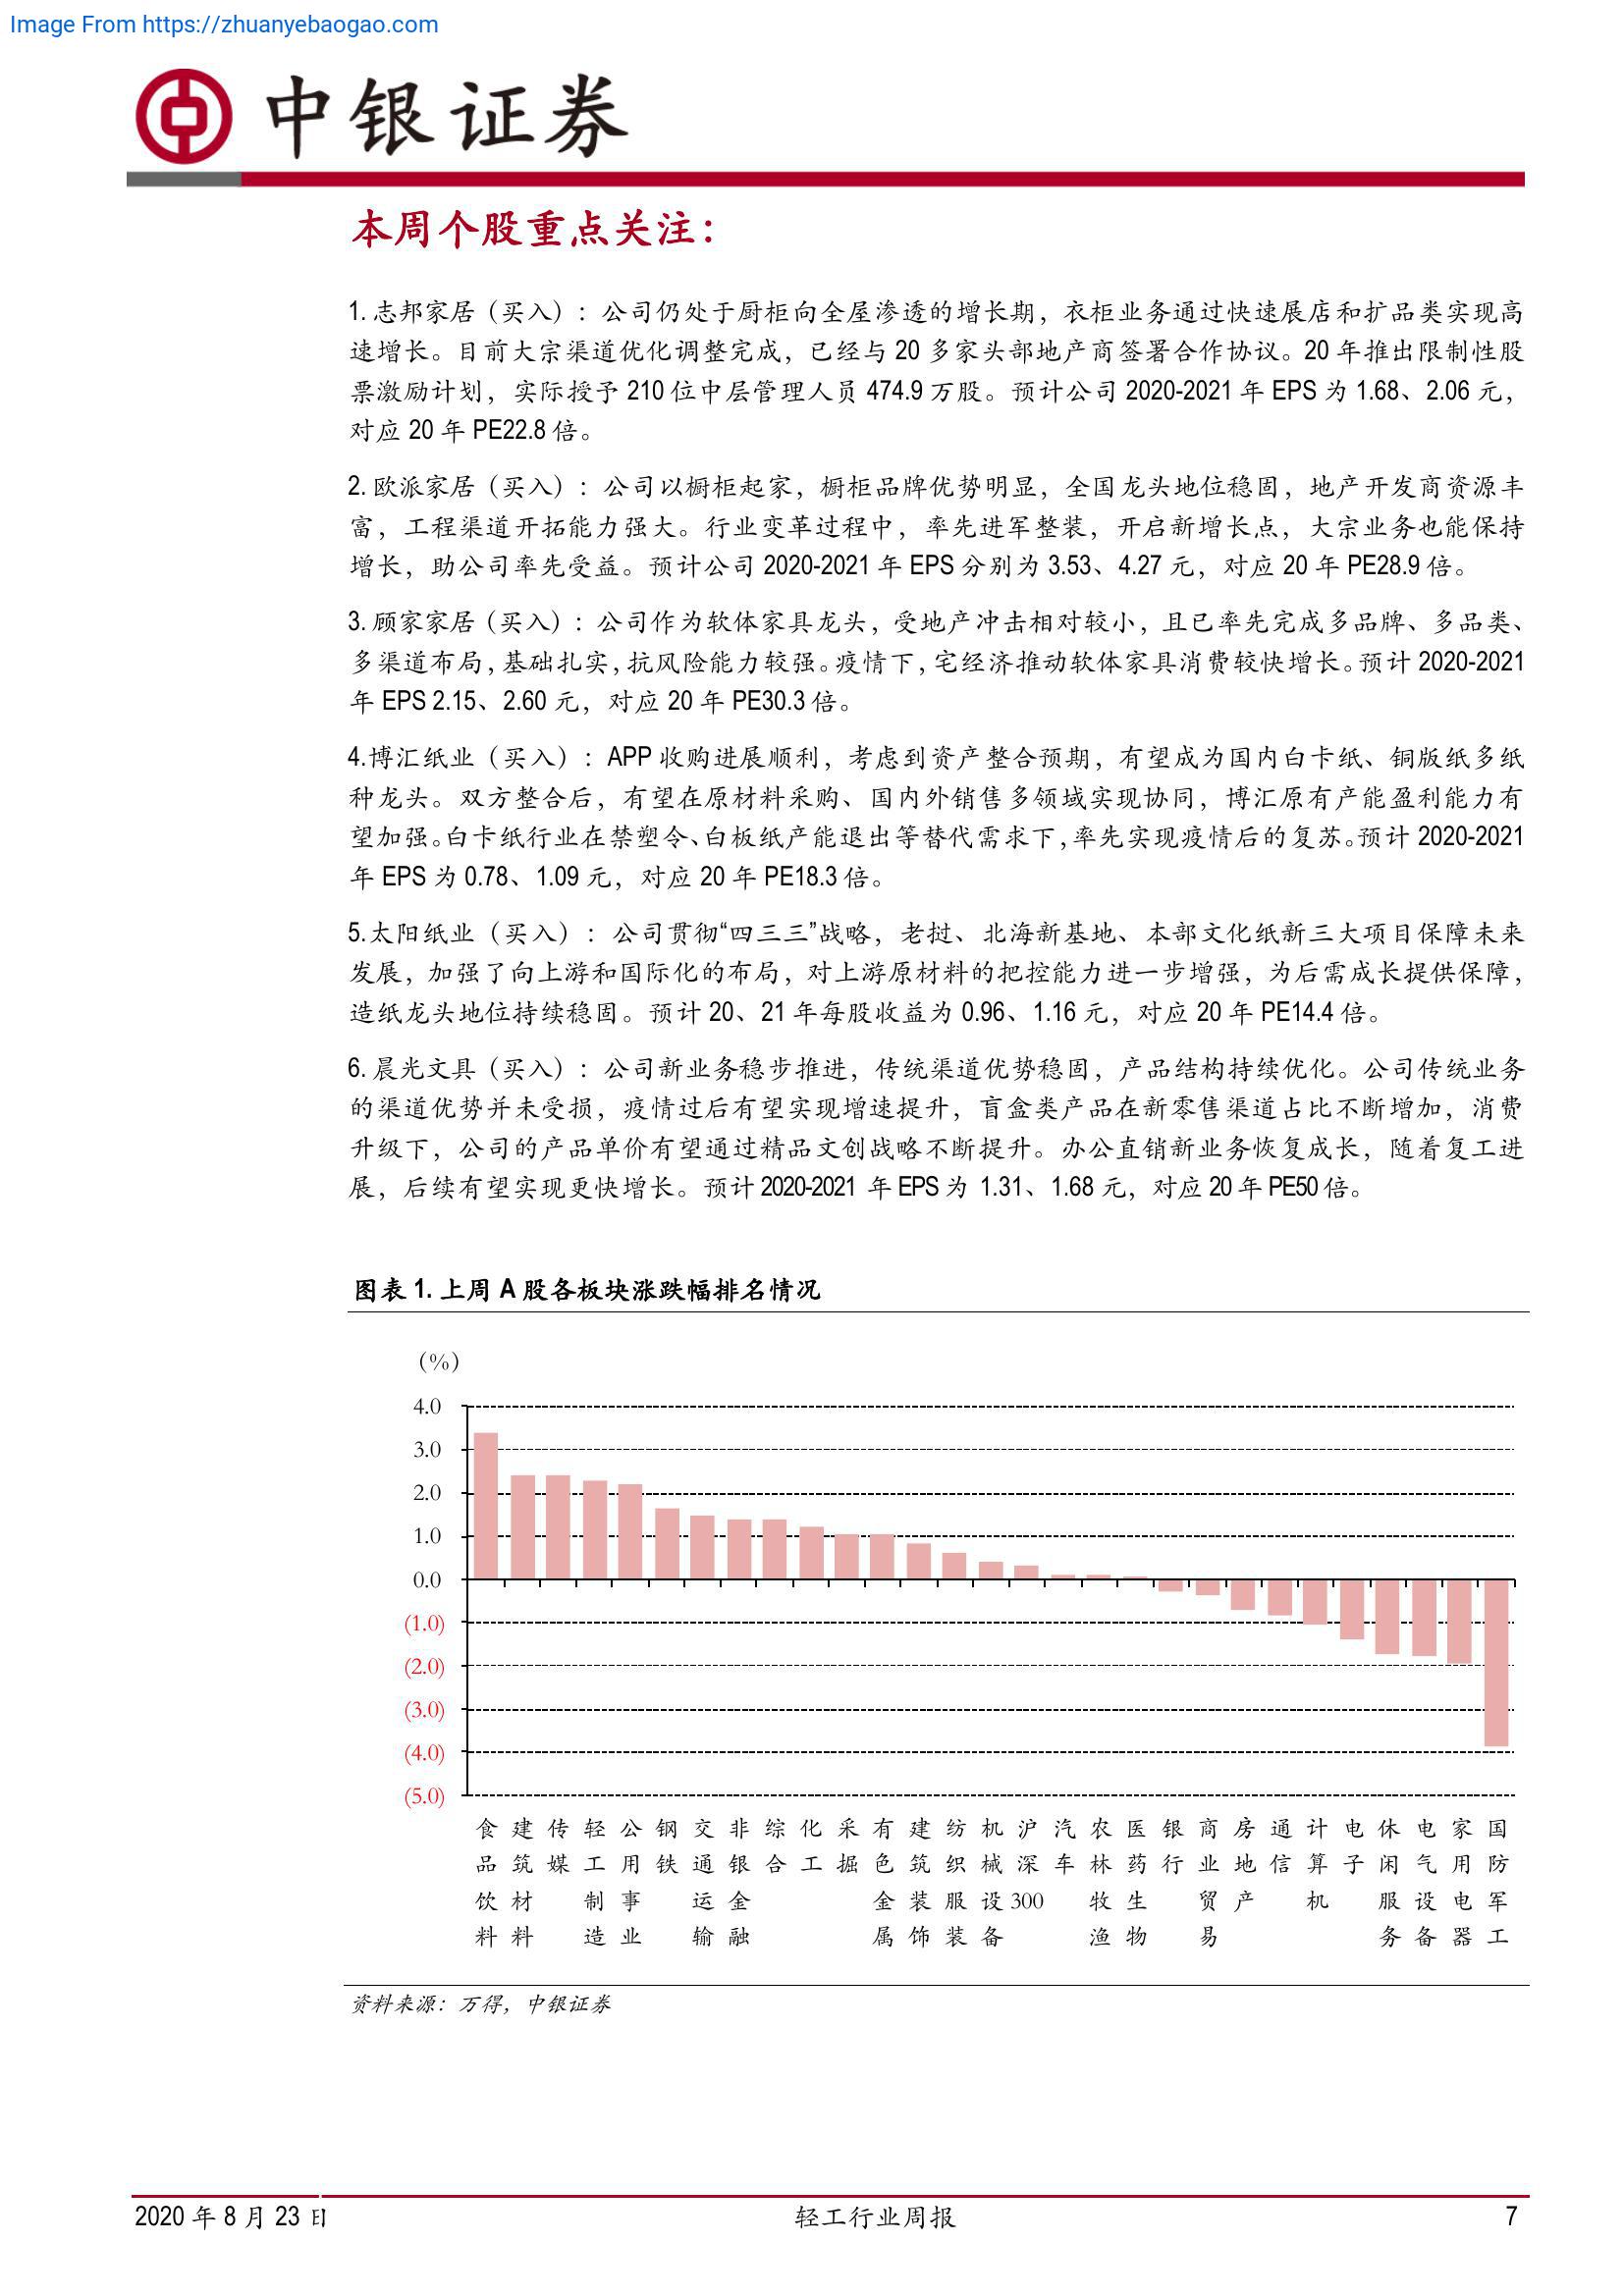 Image From https://zhuanyebaogao.com
中银证券
本周个股重点关注：
1. 志邦家居（买入）：公司仍处于厨柜向全屋渗透的增长期，衣柜业务通过快速展店和扩品类实现高
速增长。目前大宗渠道优化调整完成，已经与 20 多家头部地产商签署合作协议。20 年推出限制性股
票激励计划，实际授予 210 位中层管理人员 474.9 万股。预计公司 2020-2021 年 EPS 为 1.68、2.06 元，
对应 20 年 PE22.8 倍。
2. 欧派家居（买入）：公司以橱柜起家，橱柜品牌优势明显，全国龙头地位稳固，地产开发商资源丰
富，工程渠道开拓能力强大。行业变革过程中，率先进军整装，开启新增长点，大宗业务也能保持
增长，助公司率先受益。预计公司 2020-2021 年 EPS 分别为 3.53、4.27 元，对应 20 年 PE28.9 倍。
3. 顾家家居（买入）：公司作为软体家具龙头，受地产冲击相对较小，且已率先完成多品牌、多品类、
多渠道布局，基础扎实，抗风险能力较强。疫情下，宅经济推动软体家具消费较快增长。预计 2020-2021
年 EPS 2.15、2.60 元，对应 20 年 PE30.3 倍。
4.博汇纸业（买入）：APP 收购进展顺利，考虑到资产整合预期，有望成为国内白卡纸、铜版纸多纸
种龙头。双方整合后，有望在原材料采购、国内外销售多领域实现协同，博汇原有产能盈利能力有
望加强。白卡纸行业在禁塑令、白板纸产能退出等替代需求下，率先实现疫情后的复苏。预计 2020-2021
年 EPS 为 0.78、1.09 元，对应 20 年 PE18.3 倍。
5.太阳纸业（买入）：公司贯彻“四三三”战略，老挝、北海新基地、本部文化纸新三大项目保障未来
发展，加强了向上游和国际化的布局，对上游原材料的把控能力进一步增强，为后需成长提供保障，
造纸龙头地位持续稳固。预计 20、21 年每股收益为 0.96、1.16 元，对应 20 年 PE14.4 倍。
6. 晨光文具（买入）：公司新业务稳步推进，传统渠道优势稳固，产品结构持续优化。公司传统业务
的渠道优势并未受损，疫情过后有望实现增速提升，盲盒类产品在新零售渠道占比不断增加，消费
升级下，公司的产品单价有望通过精品文创战略不断提升。办公直销新业务恢复成长，随着复工进
展，后续有望实现更快增长。预计 2020-2021 年 EPS 为 1.31、1.68 元，对应 20 年 PE50 倍。
图表 1. 上周 A 股各板块涨跌幅排名情况
（%）
4.0
3.0
2.0
1.0
0.0
(1.0)
(2.0)
(3.0)
(4.0)
(5.0)
食品饮料
建筑材料
传媒
轻工制造
公用事业
钢铁
交通运输
非银金融
综合
化工
采掘
有色金属
建筑装饰
纺织服装
机械设备
沪深300
汽车
农林牧渔
医药生物
银行
商业贸易
房地产
通信
计算机
电子
休闲服务
电气设备
家用电器
国防军工
资料来源：万得，中银证券
2020 年 8 月 23 日
轻工行业周报
7